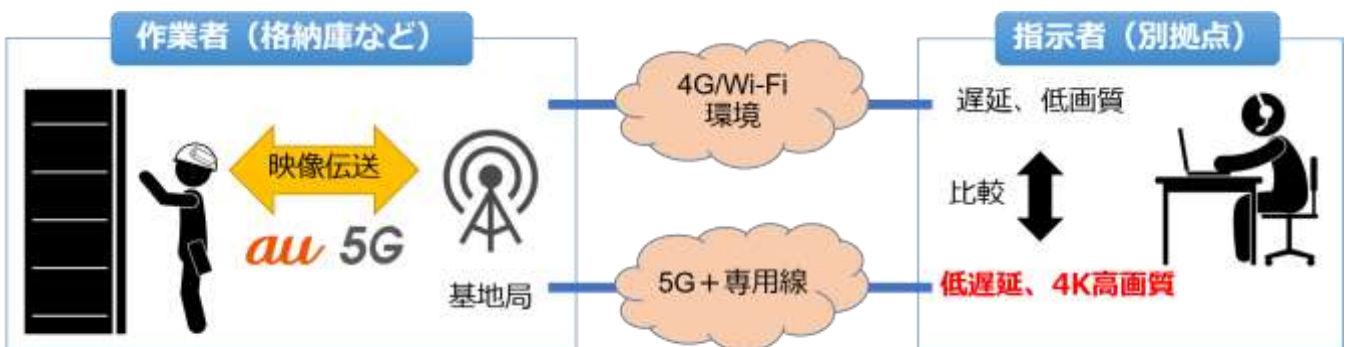 作業者（格納庫など）
映像伝送
au 5G
基地局
4G/Wi-Fi
環境
5G＋専用線
指示者（別拠点）
遅延、低画質
比較
低遅延、4K高画質